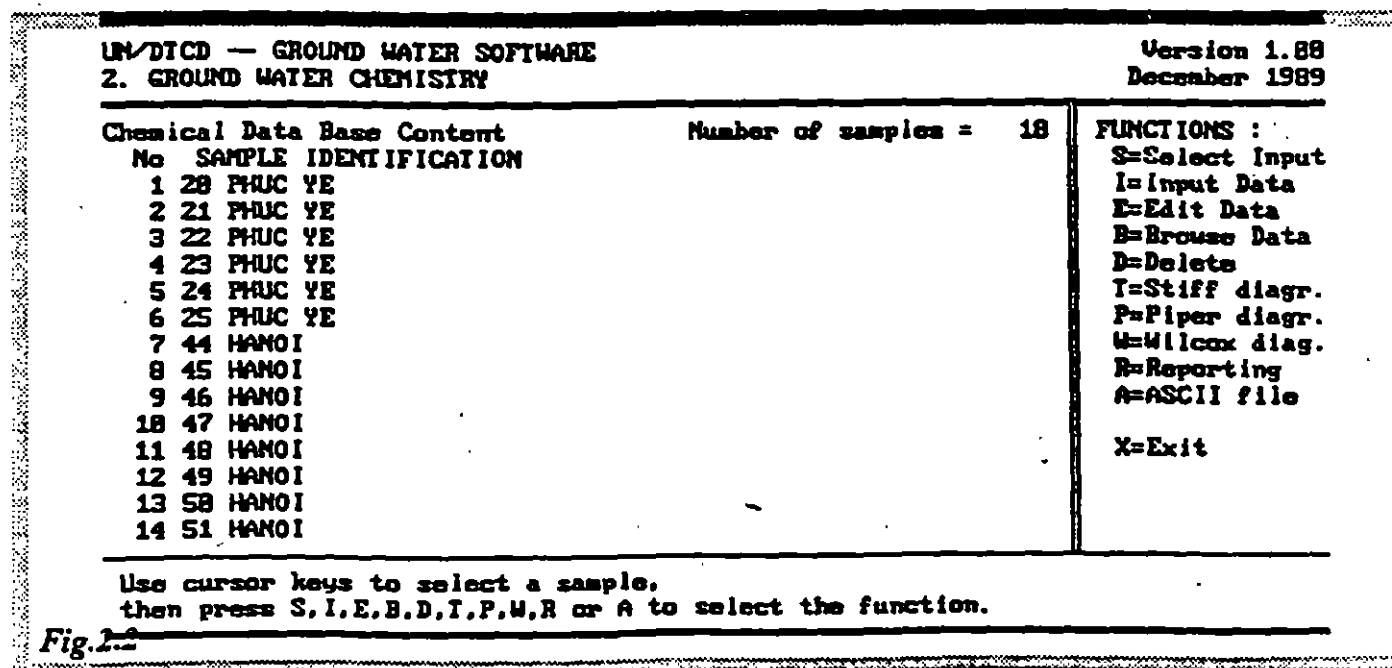 UN/DTCD — GROUND WATER SOFTWARE
Version 1.00
2. GROUND WATER CHEMISTRY
December 1989
Chemical Data Base Content
Number of samples = 18
No SAMPLE IDENTIFICATION
1 20 PHUC YE
2 21 PHUC YE
3 22 PHUC YE
4 23 PHUC YE
5 24 PHUC YE
6 25 PHUC YE
7 44 HANOI
8 45 HANOI
9 46 HANOI
10 47 HANOI
11 48 HANOI
12 49 HANOI
13 50 HANOI
14 51 HANOI
FUNCTIONS :
S=Select Input
I=Input Data
E=Edit Data
B=Browse Data
D=Delete
T=Stiff diagr.
P=Piper diagr.
W=Wilcox diag.
R=Reporting
A=ASCII file
X=Exit
Use cursor keys to select a sample,
then press S,I,E,B,D,T,P,W,R or A to select the function.
Fig.2.2